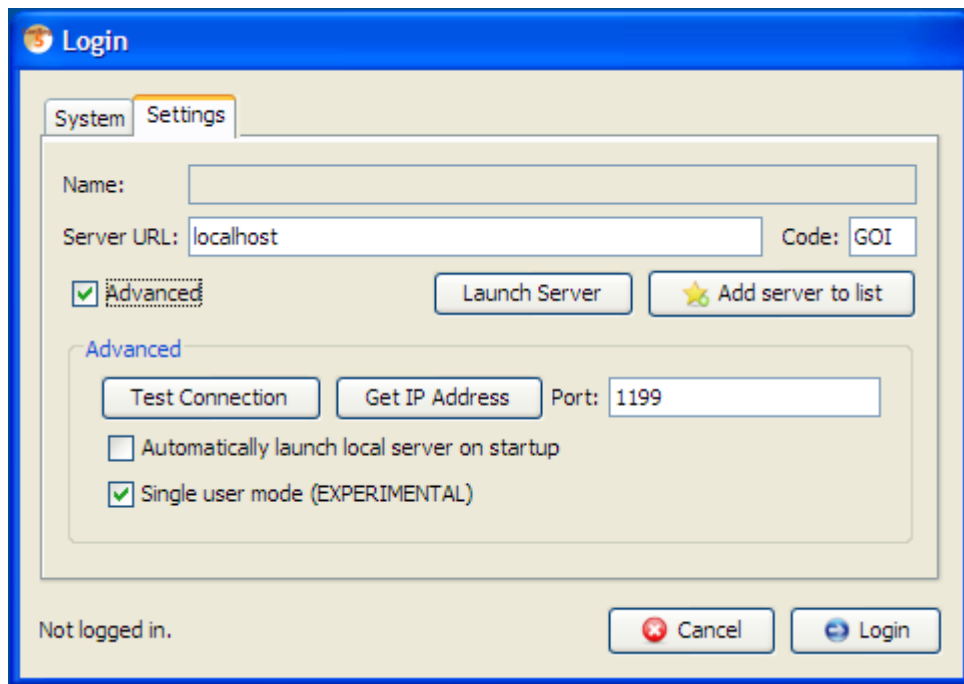 Login
System Settings
Name:
Server URL: localhost Code: GOI
Advanced Launch Server Add server to list
Advanced
Test Connection Get IP Address Port: 1199
Automatically launch local server on startup
Single user mode (EXPERIMENTAL)
Not logged in. Cancel Login